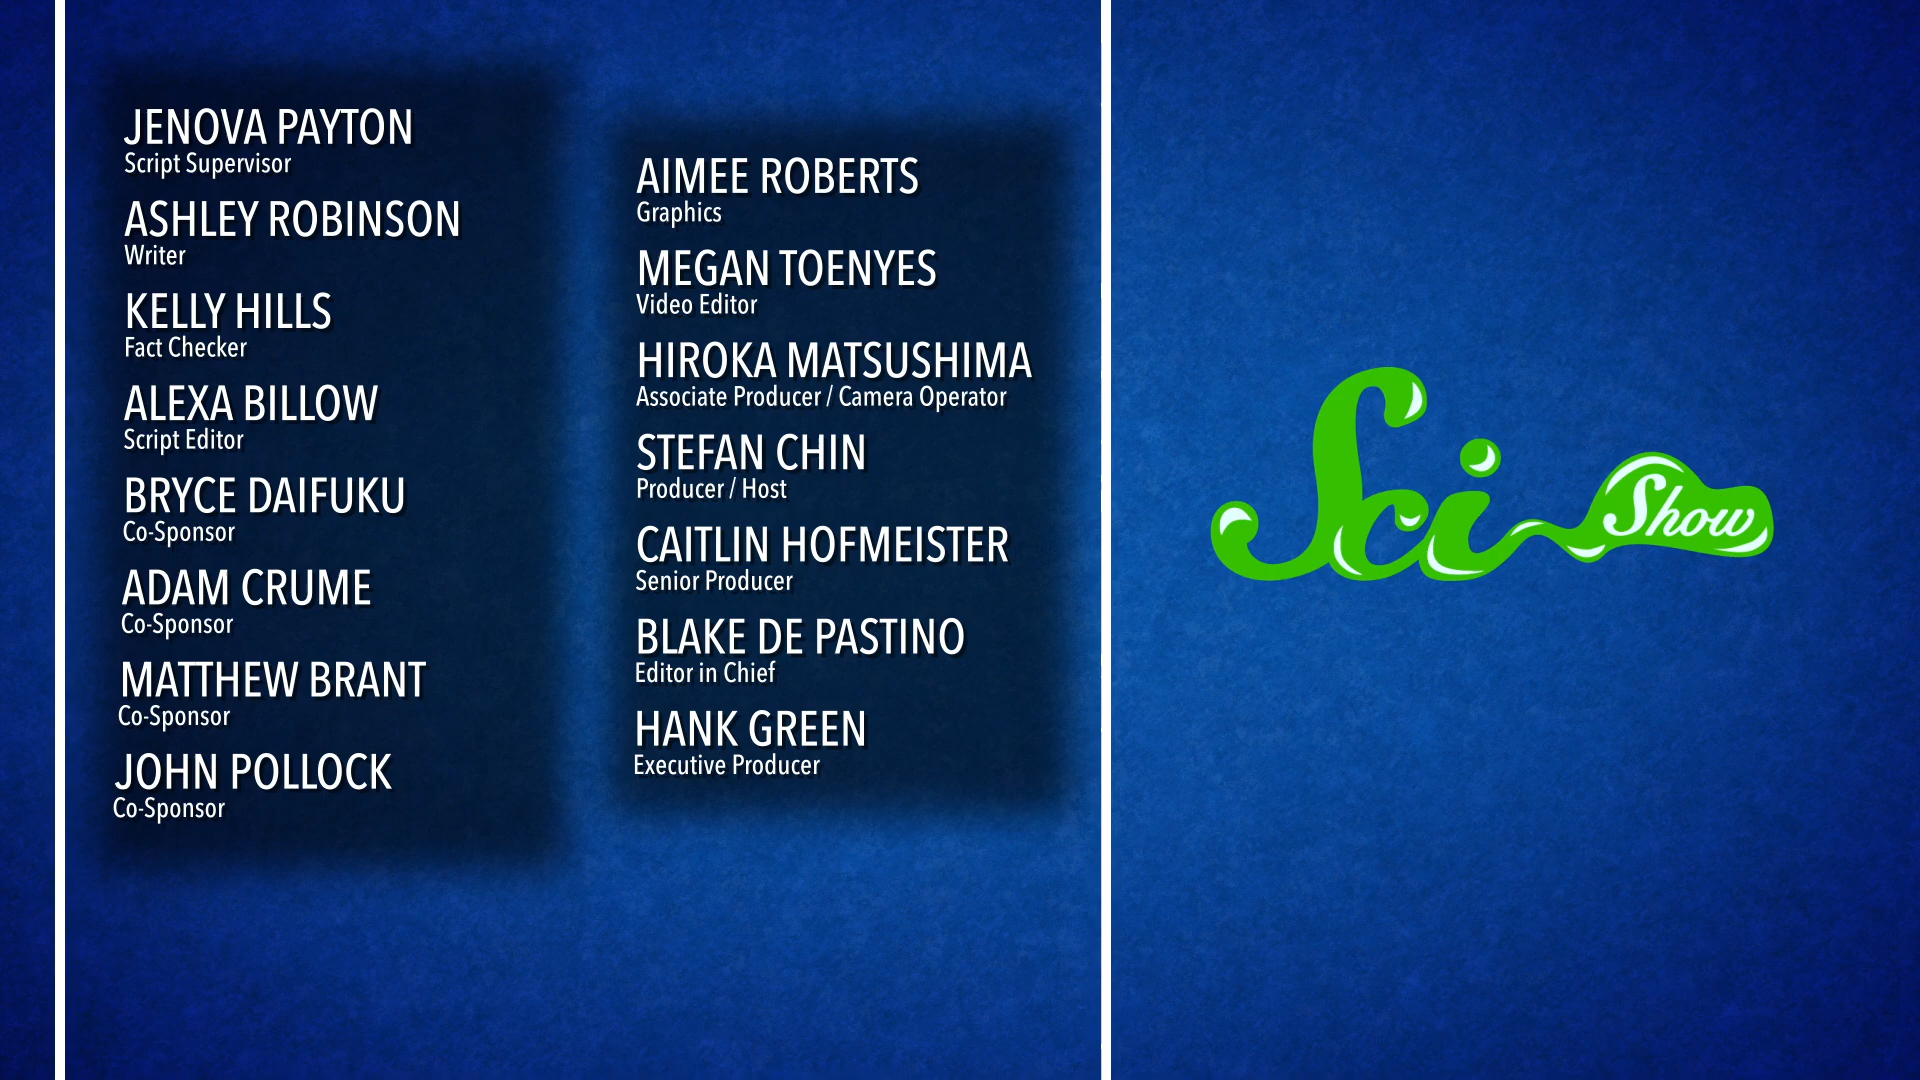 JENOVA PAYTON
Script Supervisor
ASHLEY ROBINSON
Writer
KELLY HILLS
Fact Checker
ALEXA BILLOW
Script Editor
BRYCE DAIFUKU
Co-Sponsor
ADAM CRUME
Co-Sponsor
MATTHEW BRANT
Co-Sponsor
JOHN POLLOCK
Co-Sponsor
AIMEE ROBERTS
Graphics
MEGAN TOENYES
Video Editor
HIROKA MATSUSHIMA
Associate Producer / Camera Operator
STEFAN CHIN
Producer / Host
CAITLIN HOFMEISTER
Senior Producer
BLAKE DE PASTINO
Editor in Chief
HANK GREEN
Executive Producer
Sci Show